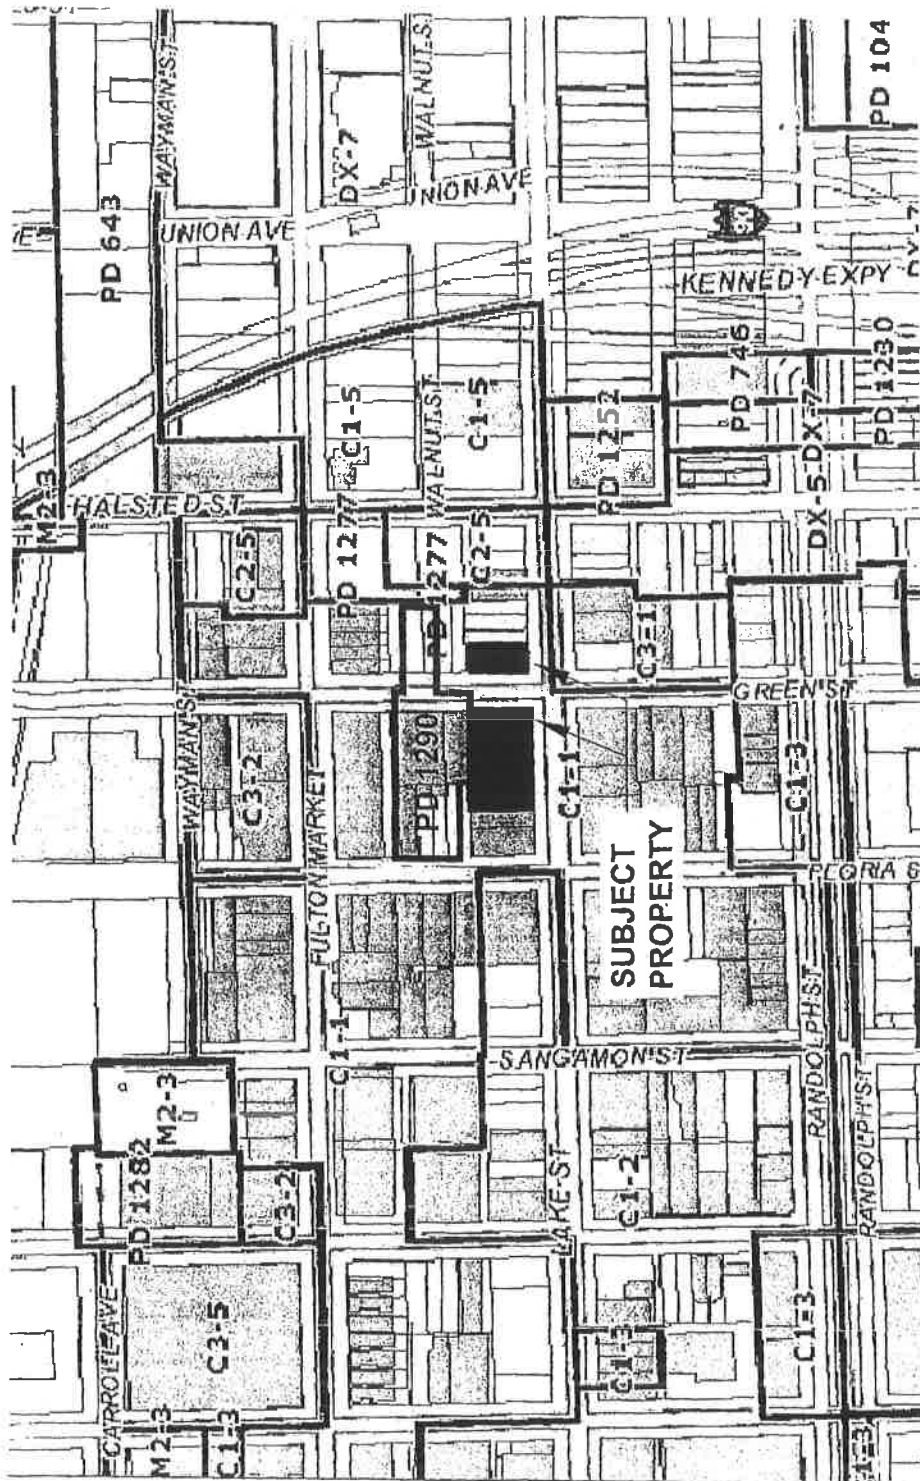 WAYMAN ST
WALNUT ST
PD 104
PD 643
DX-7
UNION AVE
UNION AVE
90
KENNEDY EXPY
DX-7
M2-3
HALSTED ST
C1-5
WALNUT ST
C1-5
PD 1252
PD 746
DX-7
PD 1230
C2-5
PD 1277
PD 1277
C2-5
DX-5
C3-1
GREEN ST
WAYMAN ST
C3-2
FULTON MARKET
PD 1290
C1-1
C1-3
PEORIA S
SUBJECT
PROPERTY
C1-1
SANGAMON ST
RANDOLPH ST
RANDOLPH ST
M2-3
PD 1282
C3-2
LAKE ST
C1-2
CARROLL AVE
C3-5
C1-3
C1-3
M2-3
C1-3